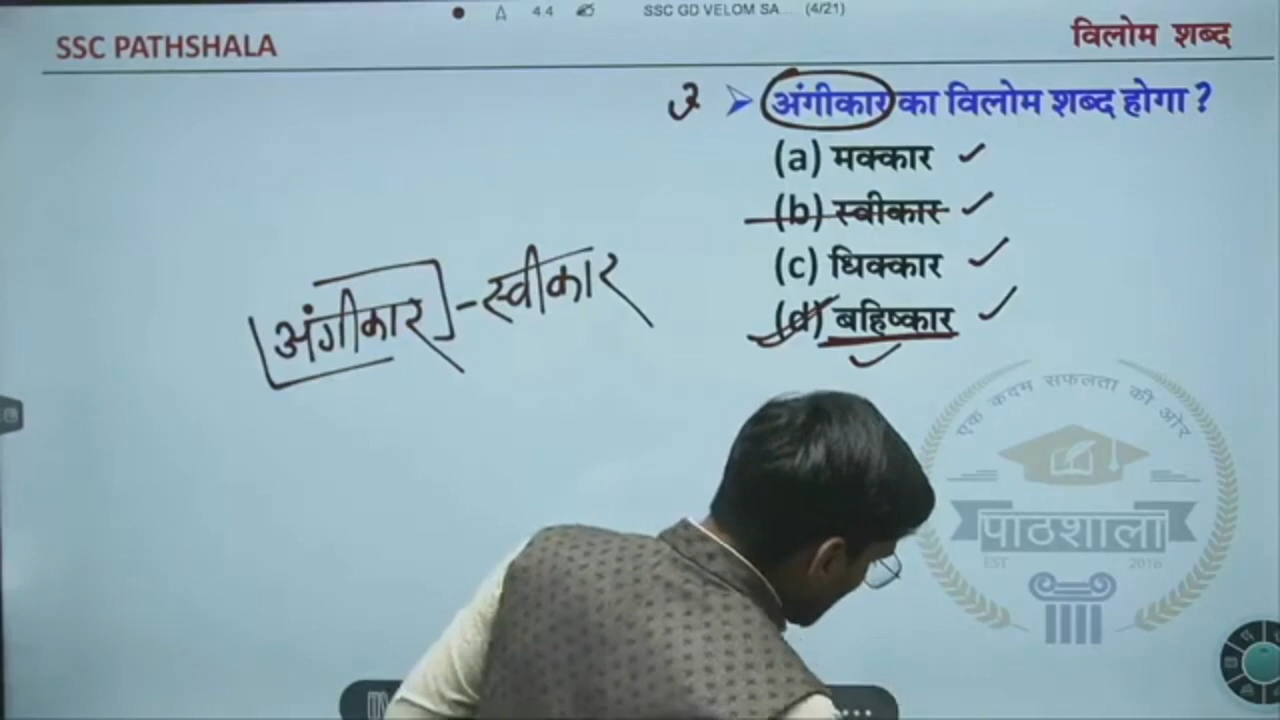 SSC GD VELOM SA... (4/21)
SSC PATHSHALA
विलोम शब्द
अंगीकार का विलोम शब्द होगा ?
(a) मक्कार
(b) स्वीकार
(c) धिक्कार
(d) बहिष्कार
अंगीकार - स्वीकार
एक कदम सफलता की ओर
पाठशाला
EST 2016